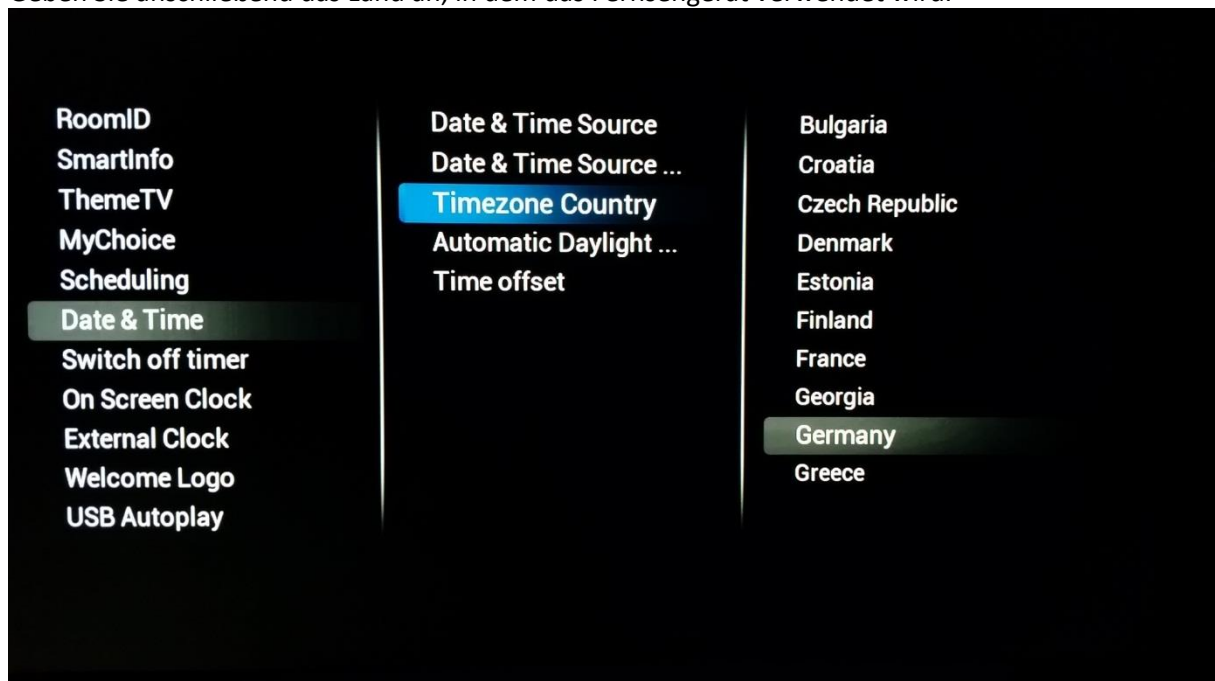 Geben Sie anschließend das Land an, in dem das Fernsehgerät verwendet wird.
RoomID
SmartInfo
ThemeTV
MyChoice
Scheduling
Date & Time
Switch off timer
On Screen Clock
External Clock
Welcome Logo
USB Autoplay
Date & Time Source
Date & Time Source ...
Timezone Country
Automatic Daylight ...
Time offset
Bulgaria
Croatia
Czech Republic
Denmark
Estonia
Finland
France
Georgia
Germany
Greece